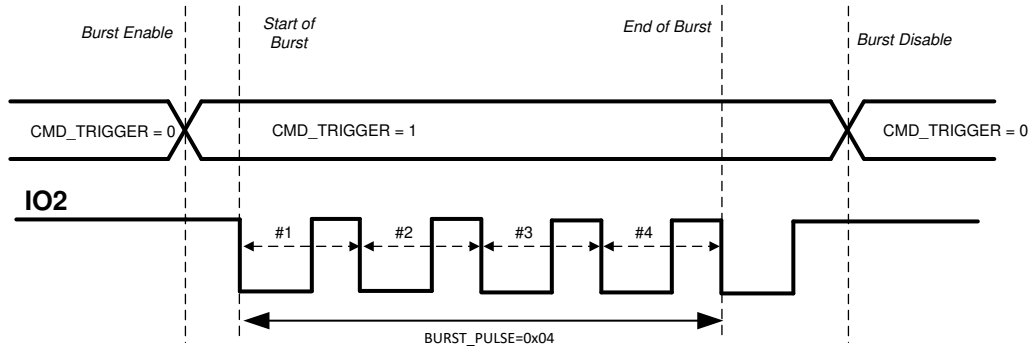 Burst Enable
Start of
Burst
End of Burst
Burst Disable
CMD_TRIGGER = 0
CMD_TRIGGER = 1
CMD_TRIGGER = 0
IO2
#1
#2
#3
#4
BURST_PULSE=0x04